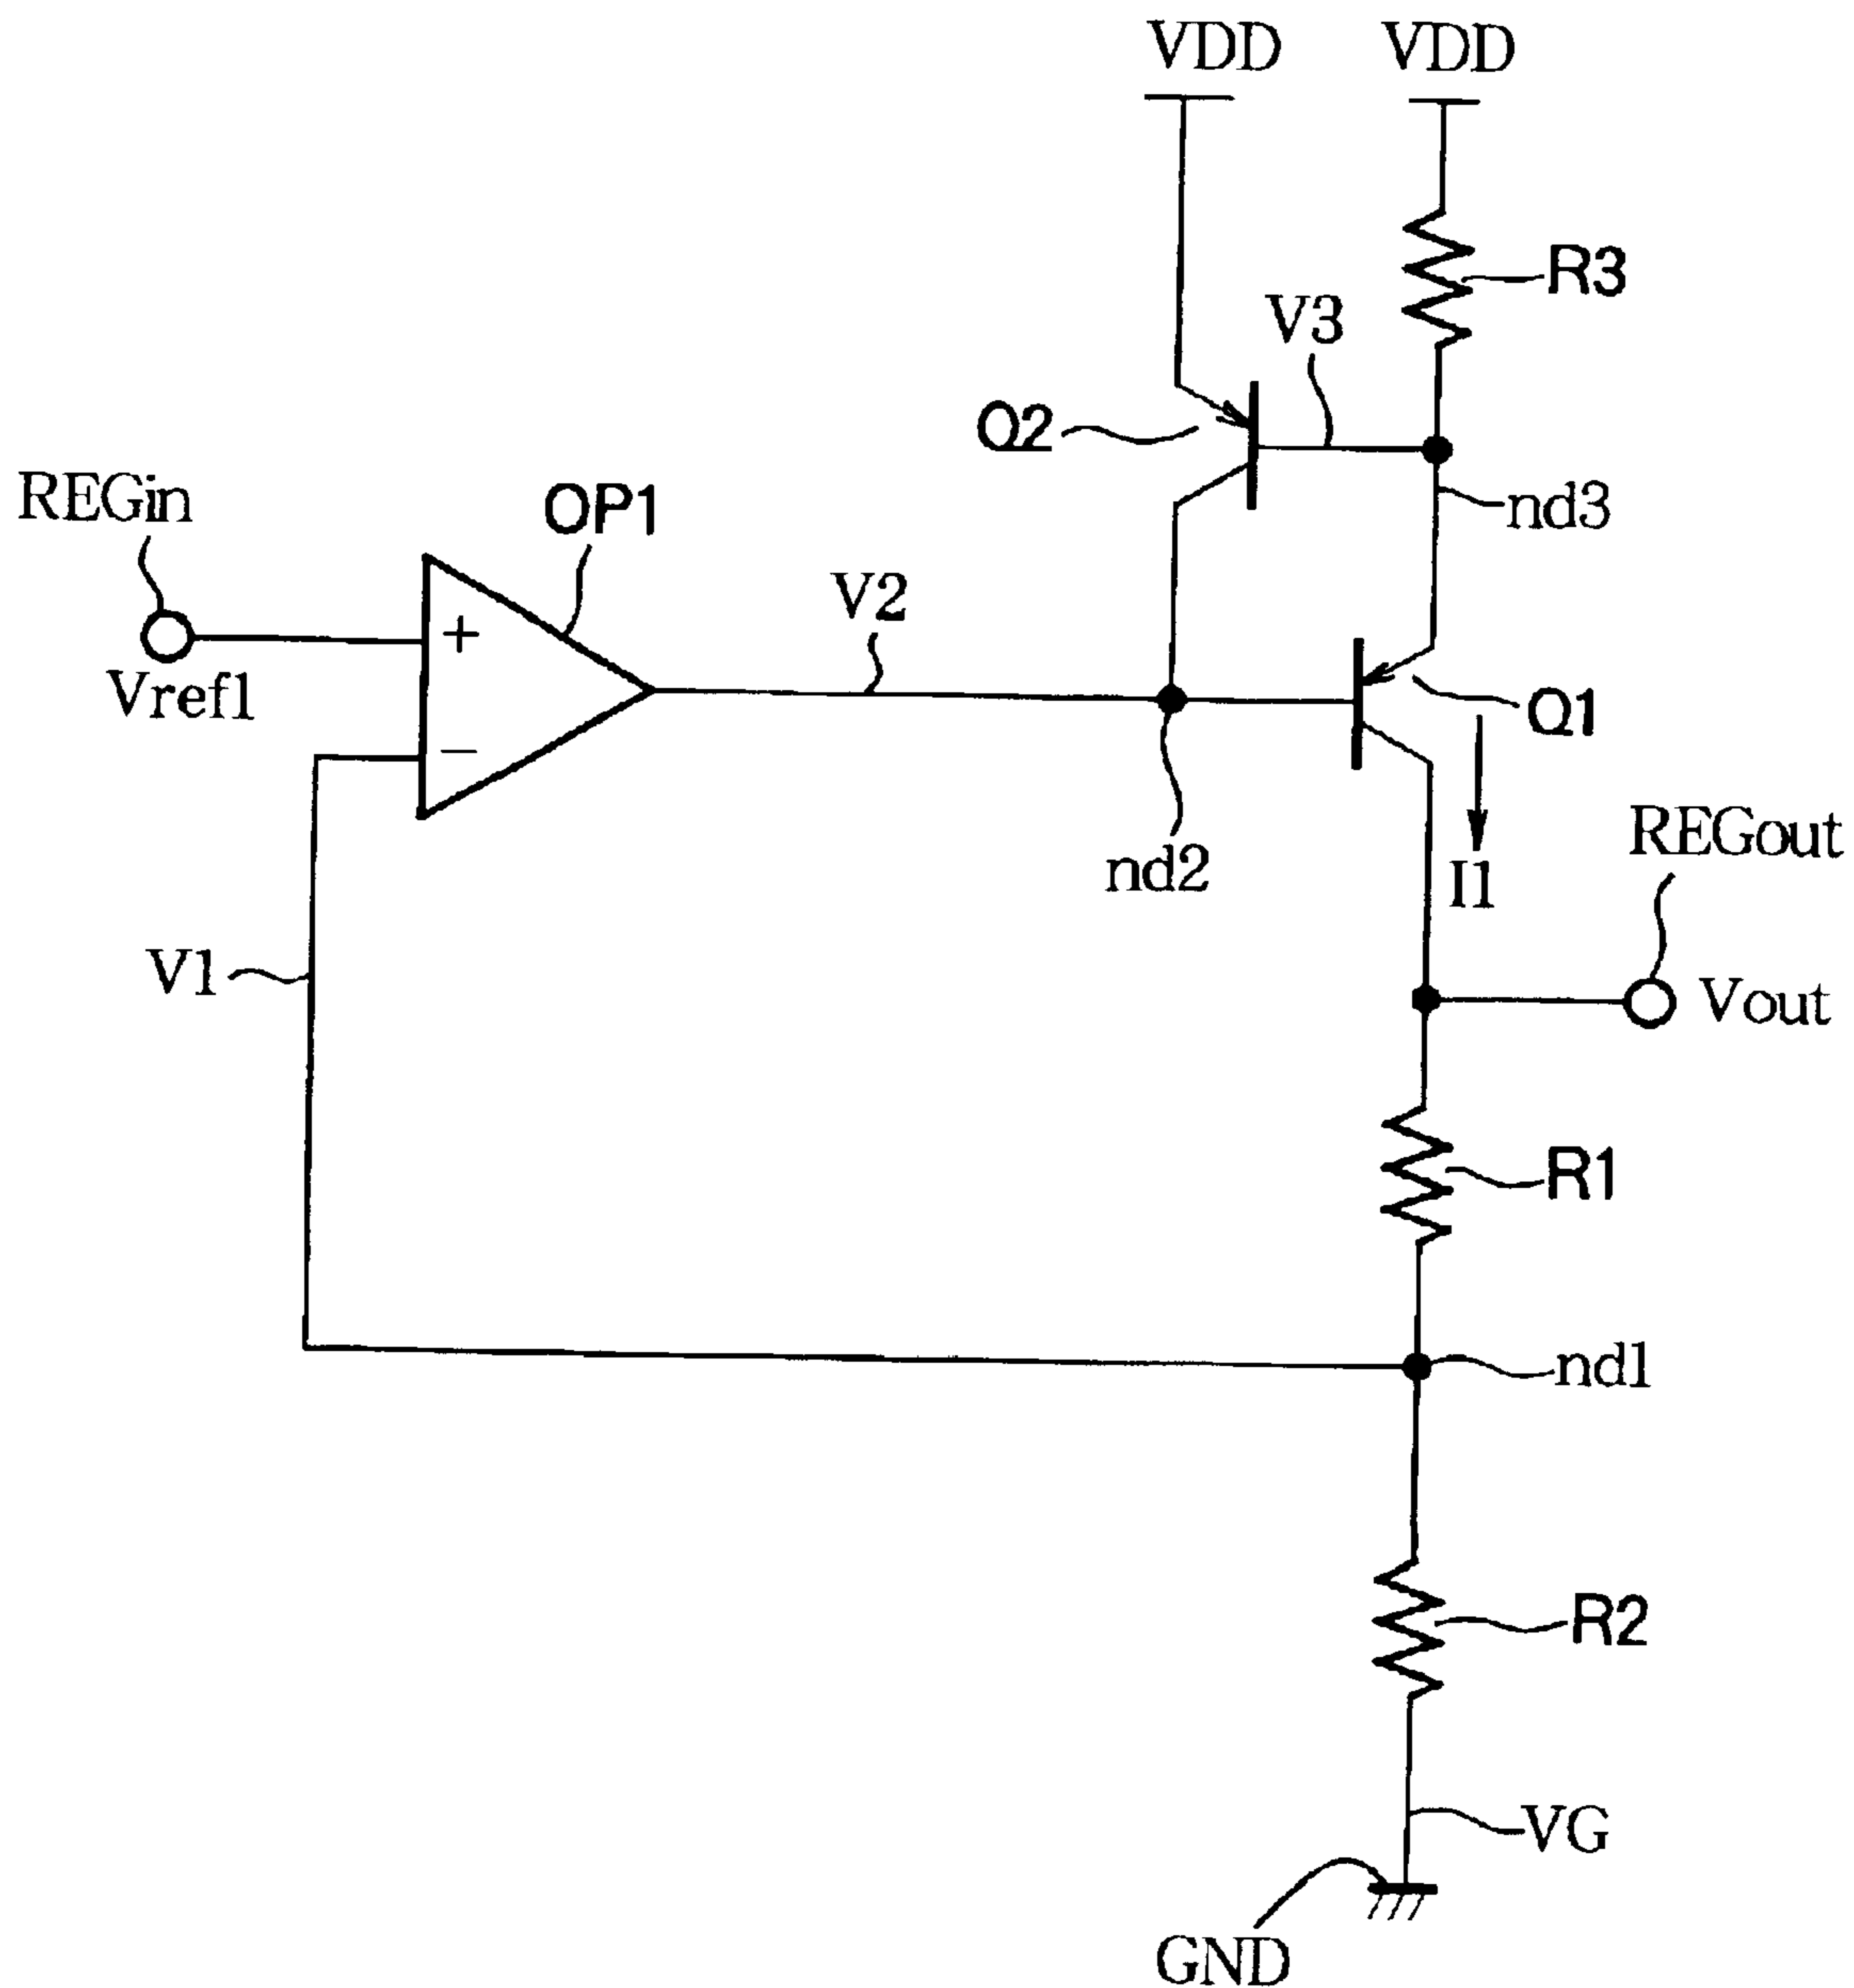 VDD
VDD
R3
V3
Q2
REGin
OP1
nd3
V2
+
Vref1
Q1
−
REGout
nd2
I1
V1
Vout
R1
nd1
R2
VG
GND